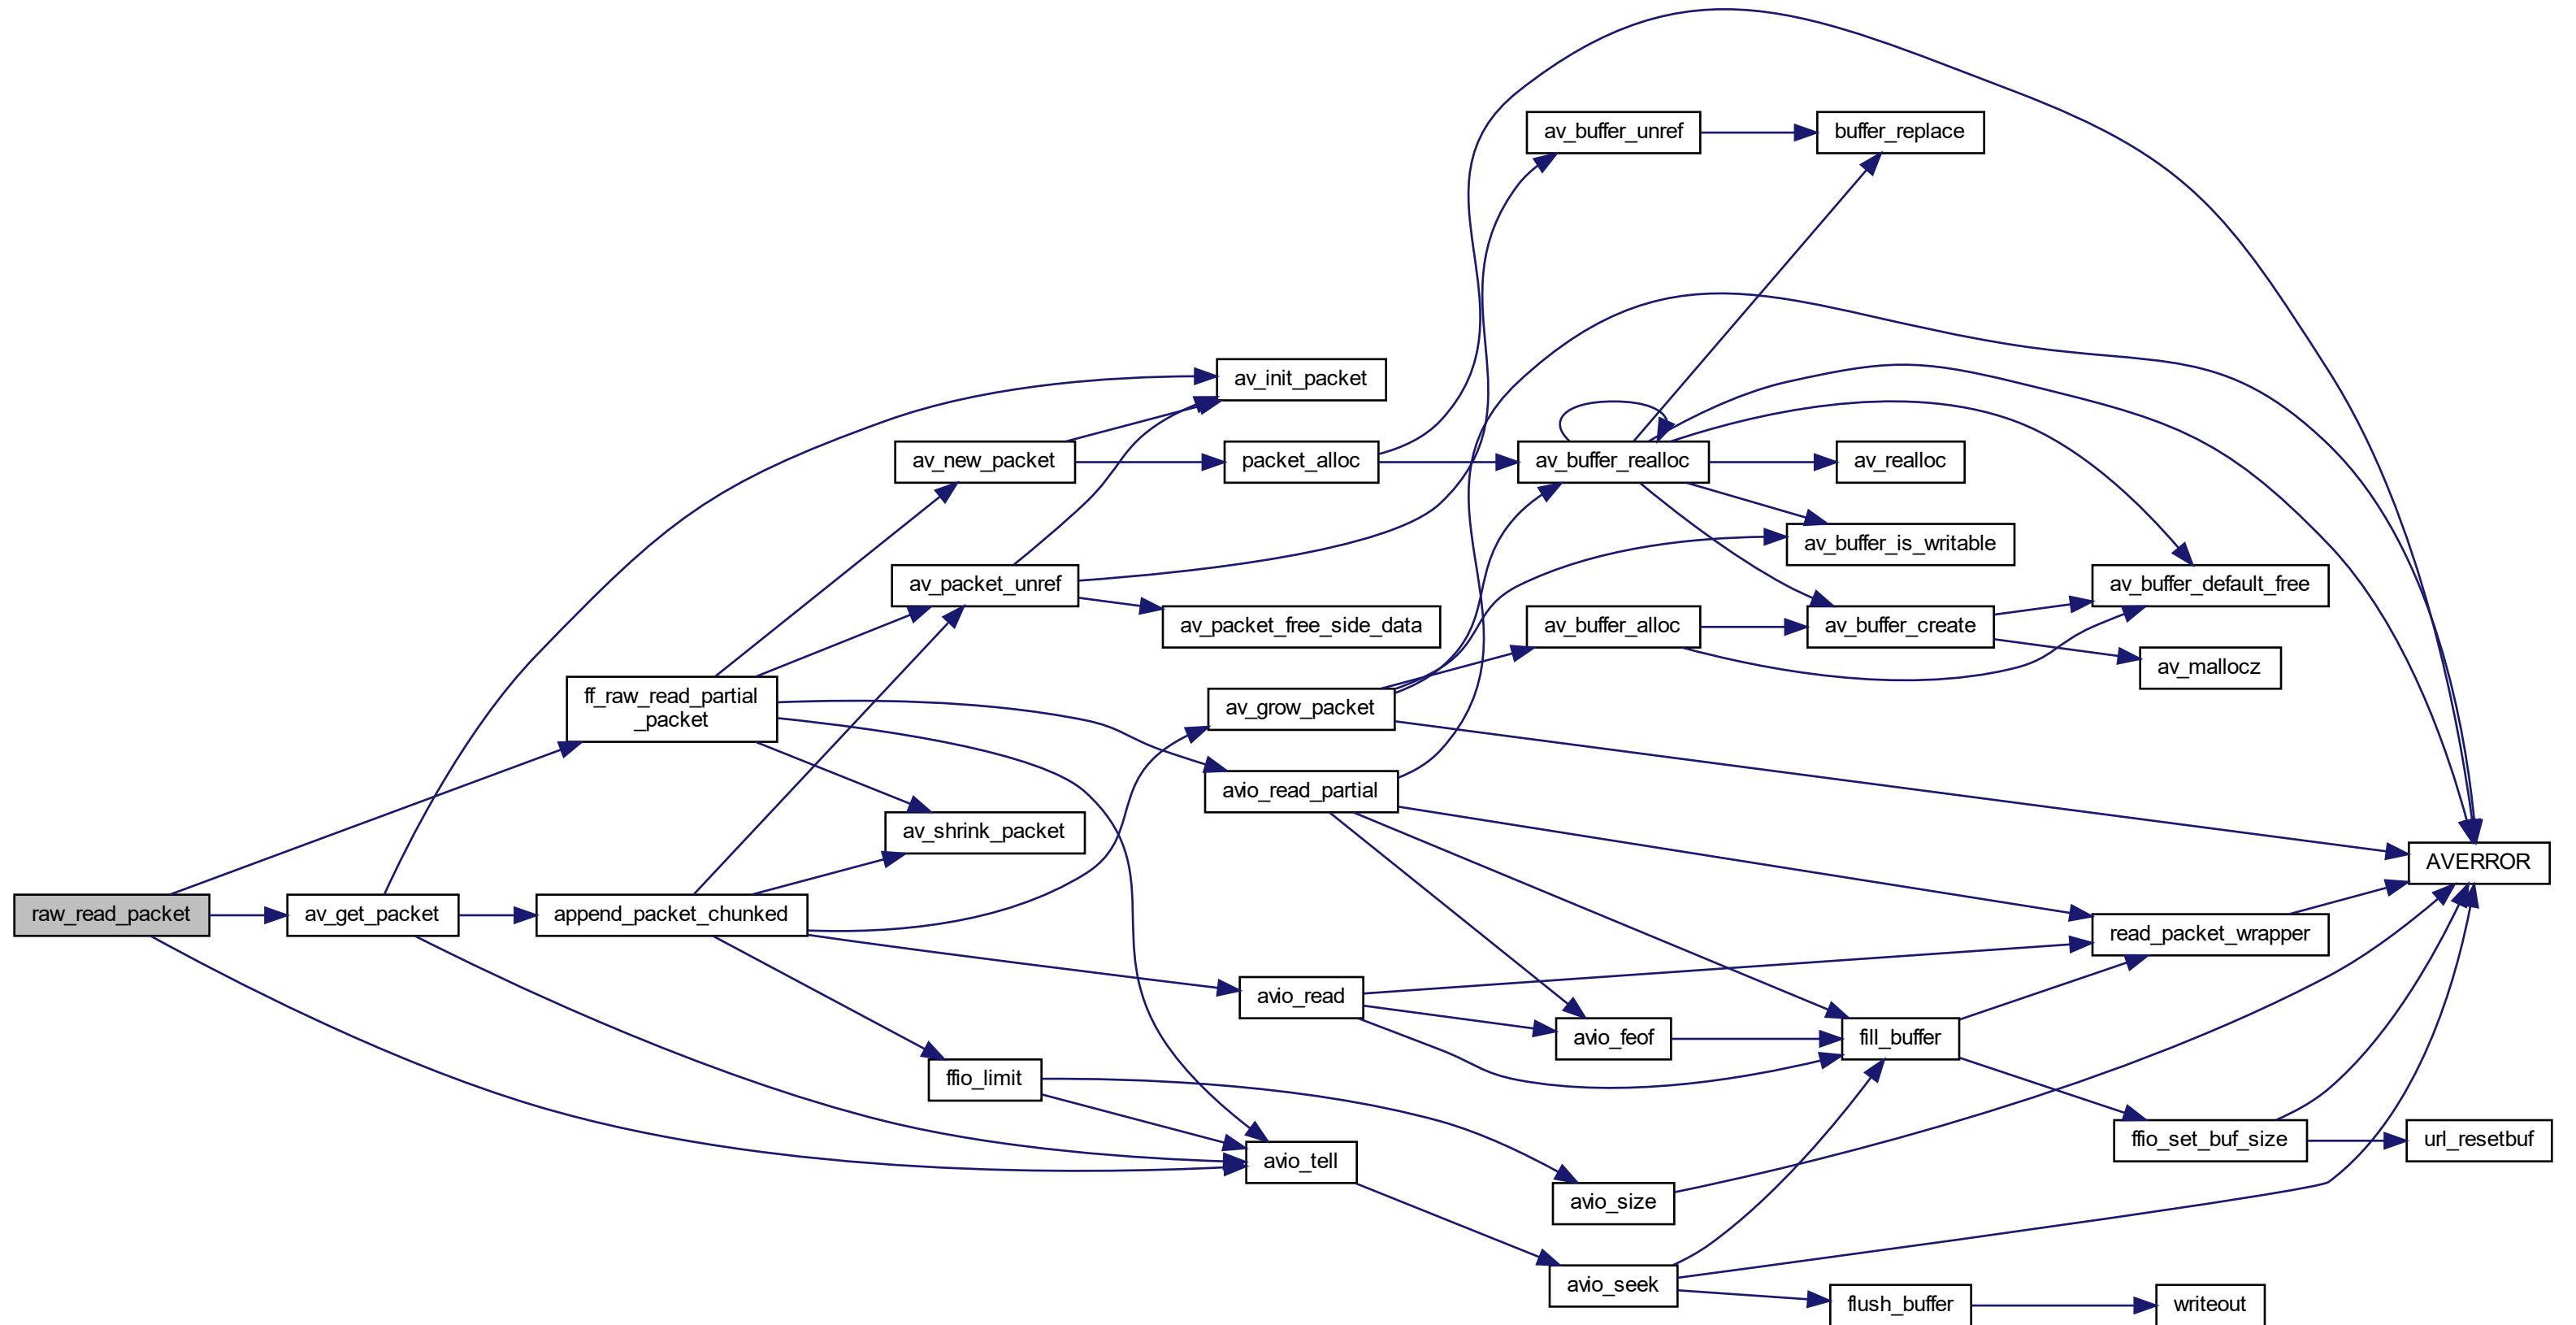 av_buffer_unref
buffer_replace
av_init_packet
av_new_packet
packet_alloc
av_buffer_realloc
av_realloc
av_buffer_is_writable
av_packet_unref
av_buffer_default_free
av_packet_free_side_data
av_buffer_alloc
av_buffer_create
av_mallocz
ff_raw_read_partial
_packet
av_grow_packet
avio_read_partial
av_shrink_packet
AVERROR
raw_read_packet
av_get_packet
append_packet_chunked
read_packet_wrapper
avio_read
avio_feof
fill_buffer
ffio_limit
ffio_set_buf_size
url_resetbuf
avio_tell
avio_size
avio_seek
flush_buffer
writeout